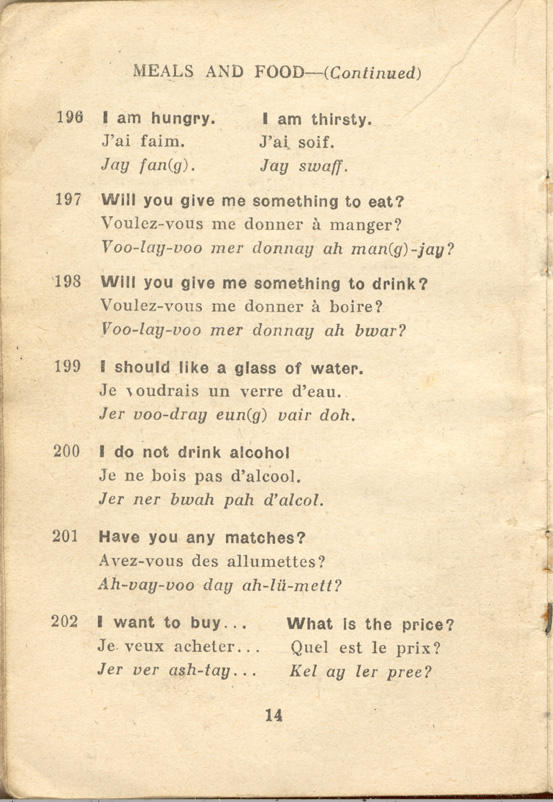 MEALS AND FOOD—(Continued)
196 I am hungry. I am thirsty.
J'ai faim. J'ai soif.
Jay fan(g). Jay swaff.
197 Will you give me something to eat?
Voulez-vous me donner à manger?
Voo-lay-voo mer donnay ah man(g)-jay?
198 Will you give me something to drink?
Voulez-vous me donner à boire?
Voo-lay-voo mer donnay ah bwar?
199 I should like a glass of water.
Je voudrais un verre d'eau.
Jer voo-dray eun(g) vair doh.
200 I do not drink alcohol
Je ne bois pas d'alcool.
Jer ner bwah pah d'alcol.
201 Have you any matches?
Avez-vous des allumettes?
Ah-vay-voo day ah-lü-mett?
202 I want to buy... What is the price?
Je veux acheter... Quel est le prix?
Jer ver ash-tay... Kel ay ler pree?
14